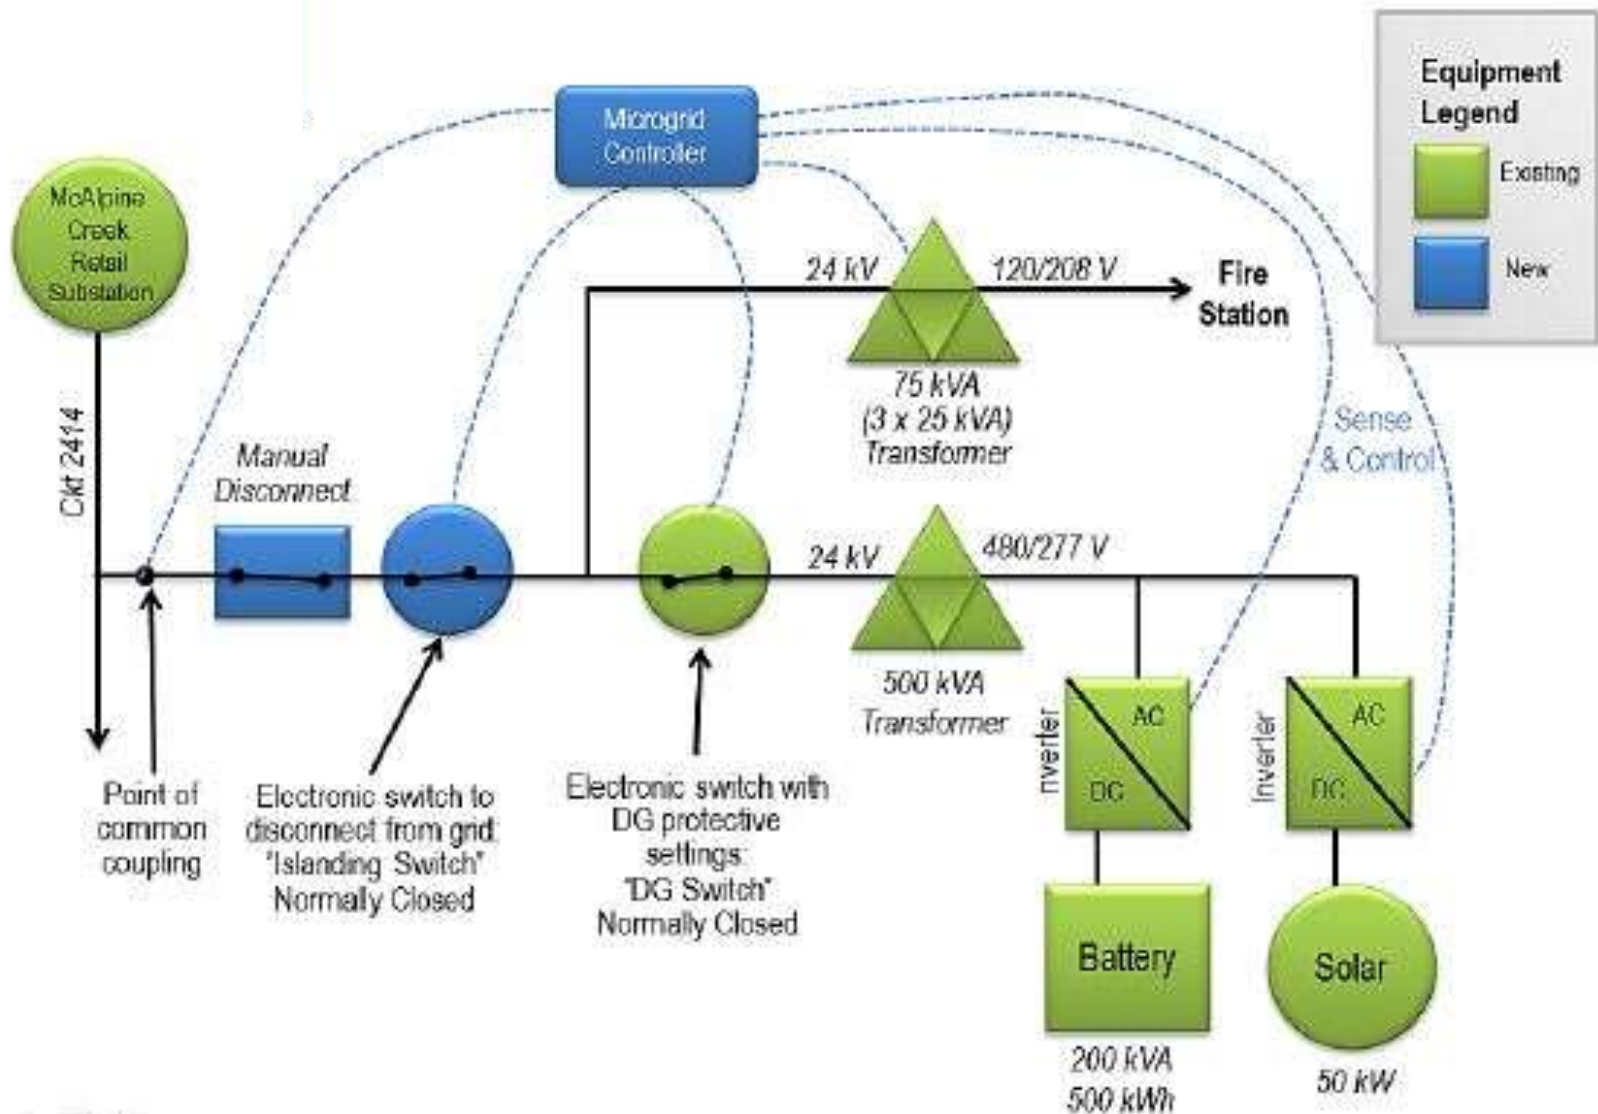 Equipment
Legend
Existing
New
Microgrid
Controller
McAlpine
Creek
Retail
Substation
24 kV
120/208 V
Fire
Station
75 kVA
(3 x 25 kVA)
Transformer
Sense
& Control
Ckt 2414
Manual
Disconnect
24 kV
480/277 V
500 kVA
Transformer
Point of
common
coupling
Electronic switch to
disconnect from grid:
"Islanding Switch"
Normally Closed
Electronic switch with
DG protective
settings:
"DG Switch"
Normally Closed
nverter
AC
DC
Inverter
AC
DC
Battery
Solar
200 kVA
500 kWh
50 kW